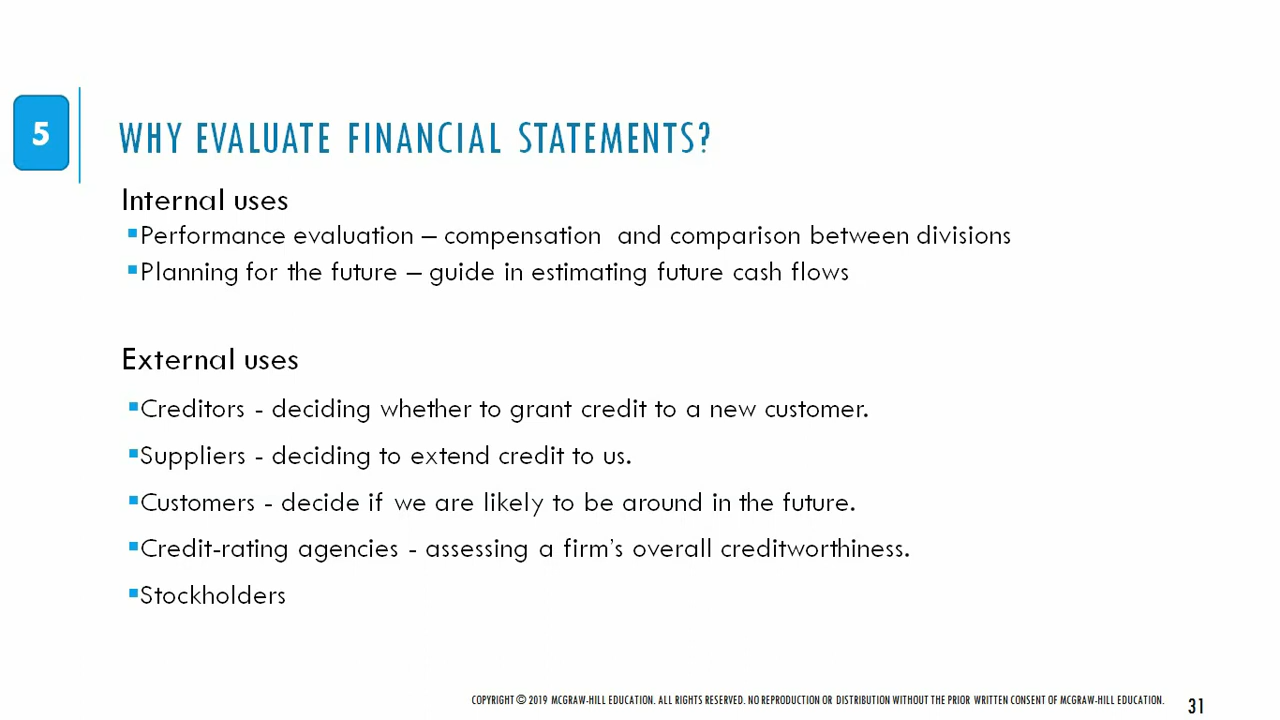 5
WHY EVALUATE FINANCIAL STATEMENTS?
Internal uses
▪Performance evaluation – compensation  and comparison between divisions
▪Planning for the future – guide in estimating future cash flows
External uses
▪Creditors - deciding whether to grant credit to a new customer.
▪Suppliers - deciding to extend credit to us.
▪Customers - decide if we are likely to be around in the future.
▪Credit-rating agencies - assessing a firm’s overall creditworthiness.
▪Stockholders
COPYRIGHT © 2019 MCGRAW-HILL EDUCATION. ALL RIGHTS RESERVED. NO REPRODUCTION OR DISTRIBUTION WITHOUT THE PRIOR WRITTEN CONSENT OF MCGRAW-HILL EDUCATION.
31